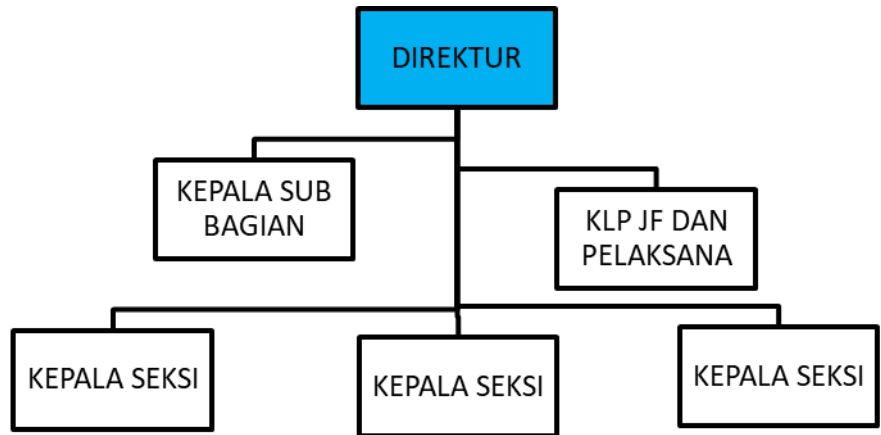 DIREKTUR
KEPALA SUB
BAGIAN
KLP JF DAN
PELAKSANA
KEPALA SEKSI
KEPALA SEKSI
KEPALA SEKSI